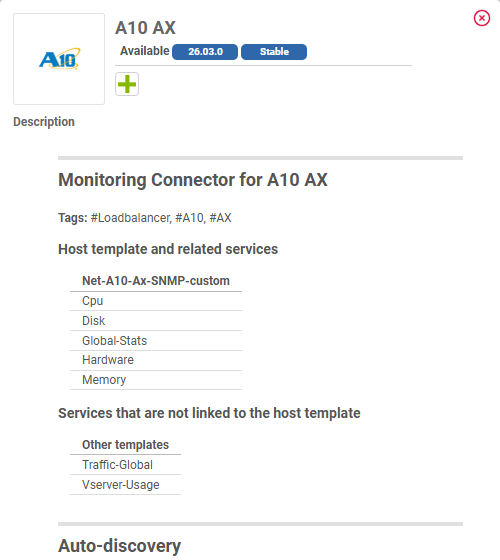 A10 AX
Available 26.03.0 Stable
A10
Description
Monitoring Connector for A10 AX
Tags: #Loadbalancer, #A10, #AX
Host template and related services
Net-A10-Ax-SNMP-custom
Cpu
Disk
Global-Stats
Hardware
Memory
Services that are not linked to the host template
Other templates
Traffic-Global
Vserver-Usage
Auto-discovery